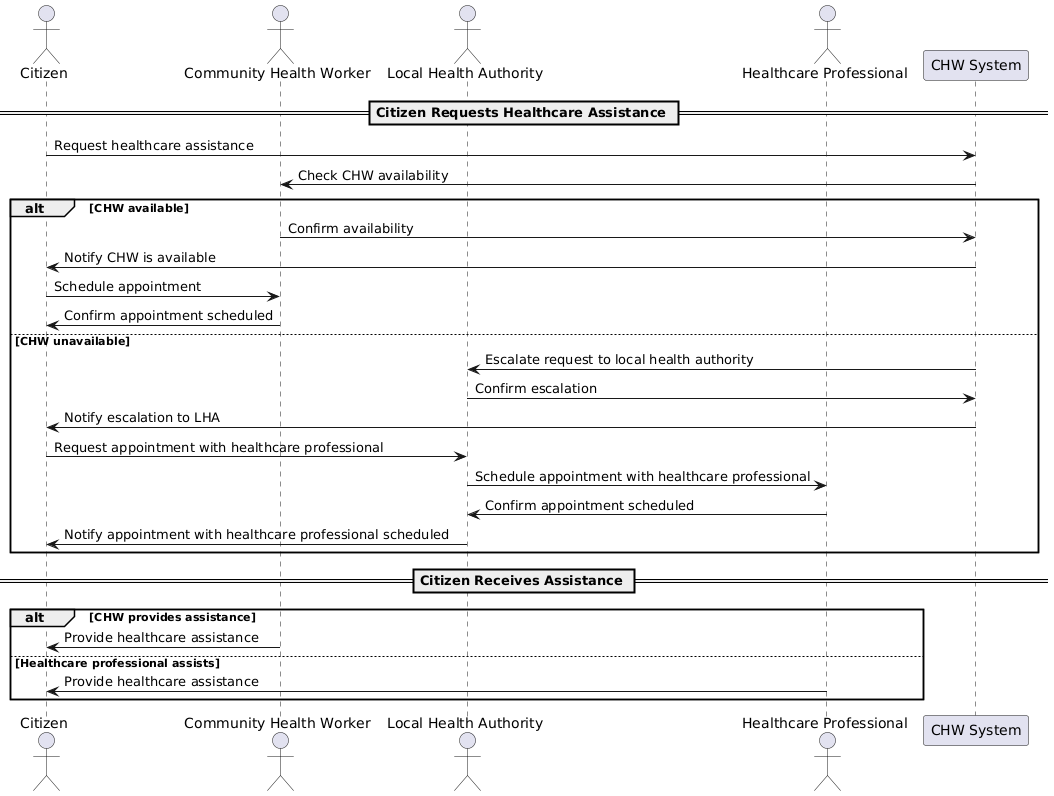 Citizen
Community Health Worker
Local Health Authority
Healthcare Professional
CHW System
Citizen Requests Healthcare Assistance
Request healthcare assistance
Check CHW availability
alt [CHW available]
Confirm availability
Notify CHW is available
Schedule appointment
Confirm appointment scheduled
[CHW unavailable]
Escalate request to local health authority
Confirm escalation
Notify escalation to LHA
Request appointment with healthcare professional
Schedule appointment with healthcare professional
Confirm appointment scheduled
Notify appointment with healthcare professional scheduled
Citizen Receives Assistance
alt [CHW provides assistance]
Provide healthcare assistance
[Healthcare professional assists]
Provide healthcare assistance
Citizen
Community Health Worker
Local Health Authority
Healthcare Professional
CHW System